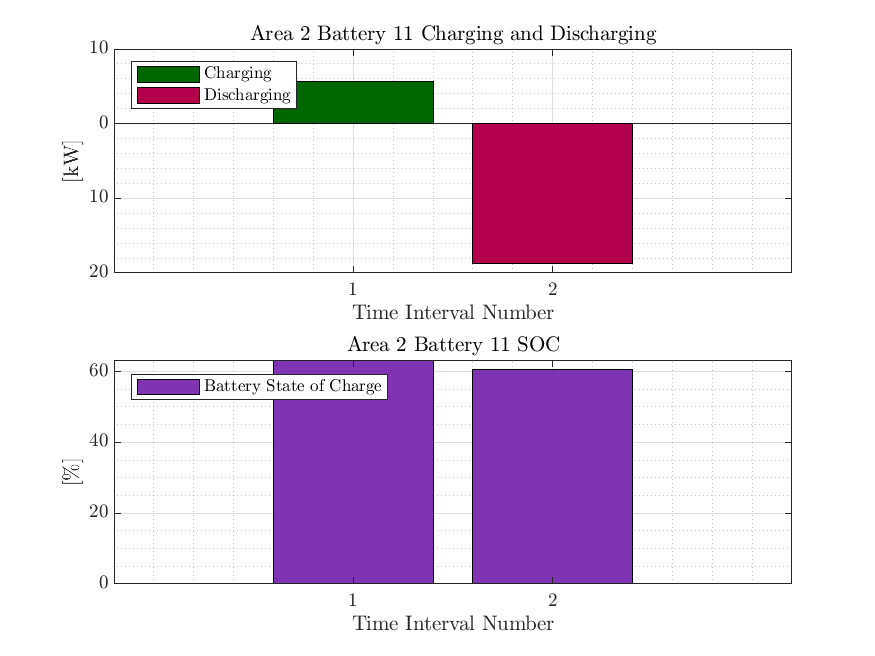 Area 2 Battery 11 Charging and Discharging
10
Charging
Discharging
0
[kW]
10
20
1 2
Time Interval Number
Area 2 Battery 11 SOC
60
Battery State of Charge
40
[%]
20
0
1 2
Time Interval Number